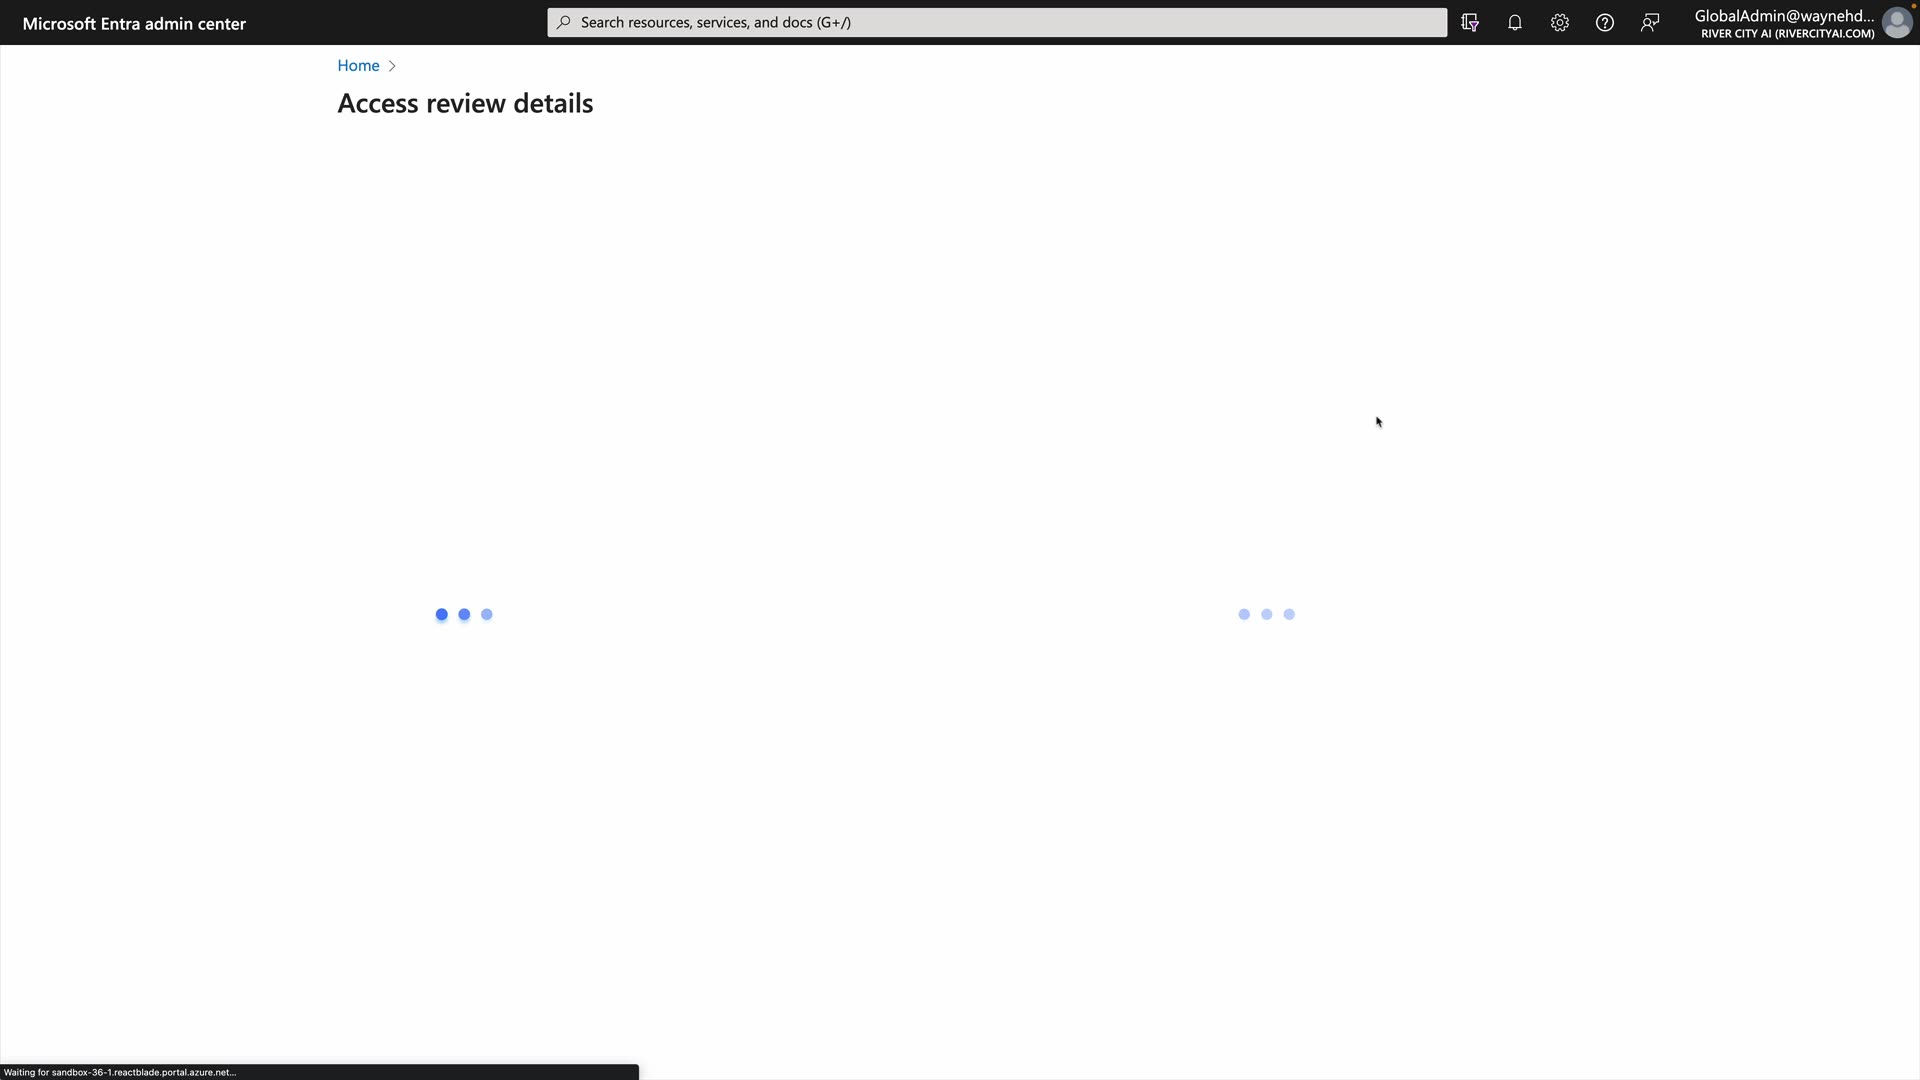 Microsoft Entra admin center
Search resources, services, and docs (G+/)
GlobalAdmin@waynehd...
RIVER CITY AI (RIVERCITYAI.COM)
Home
Access review details
Waiting for sandbox-36-1.reactblade.portal.azure.net...